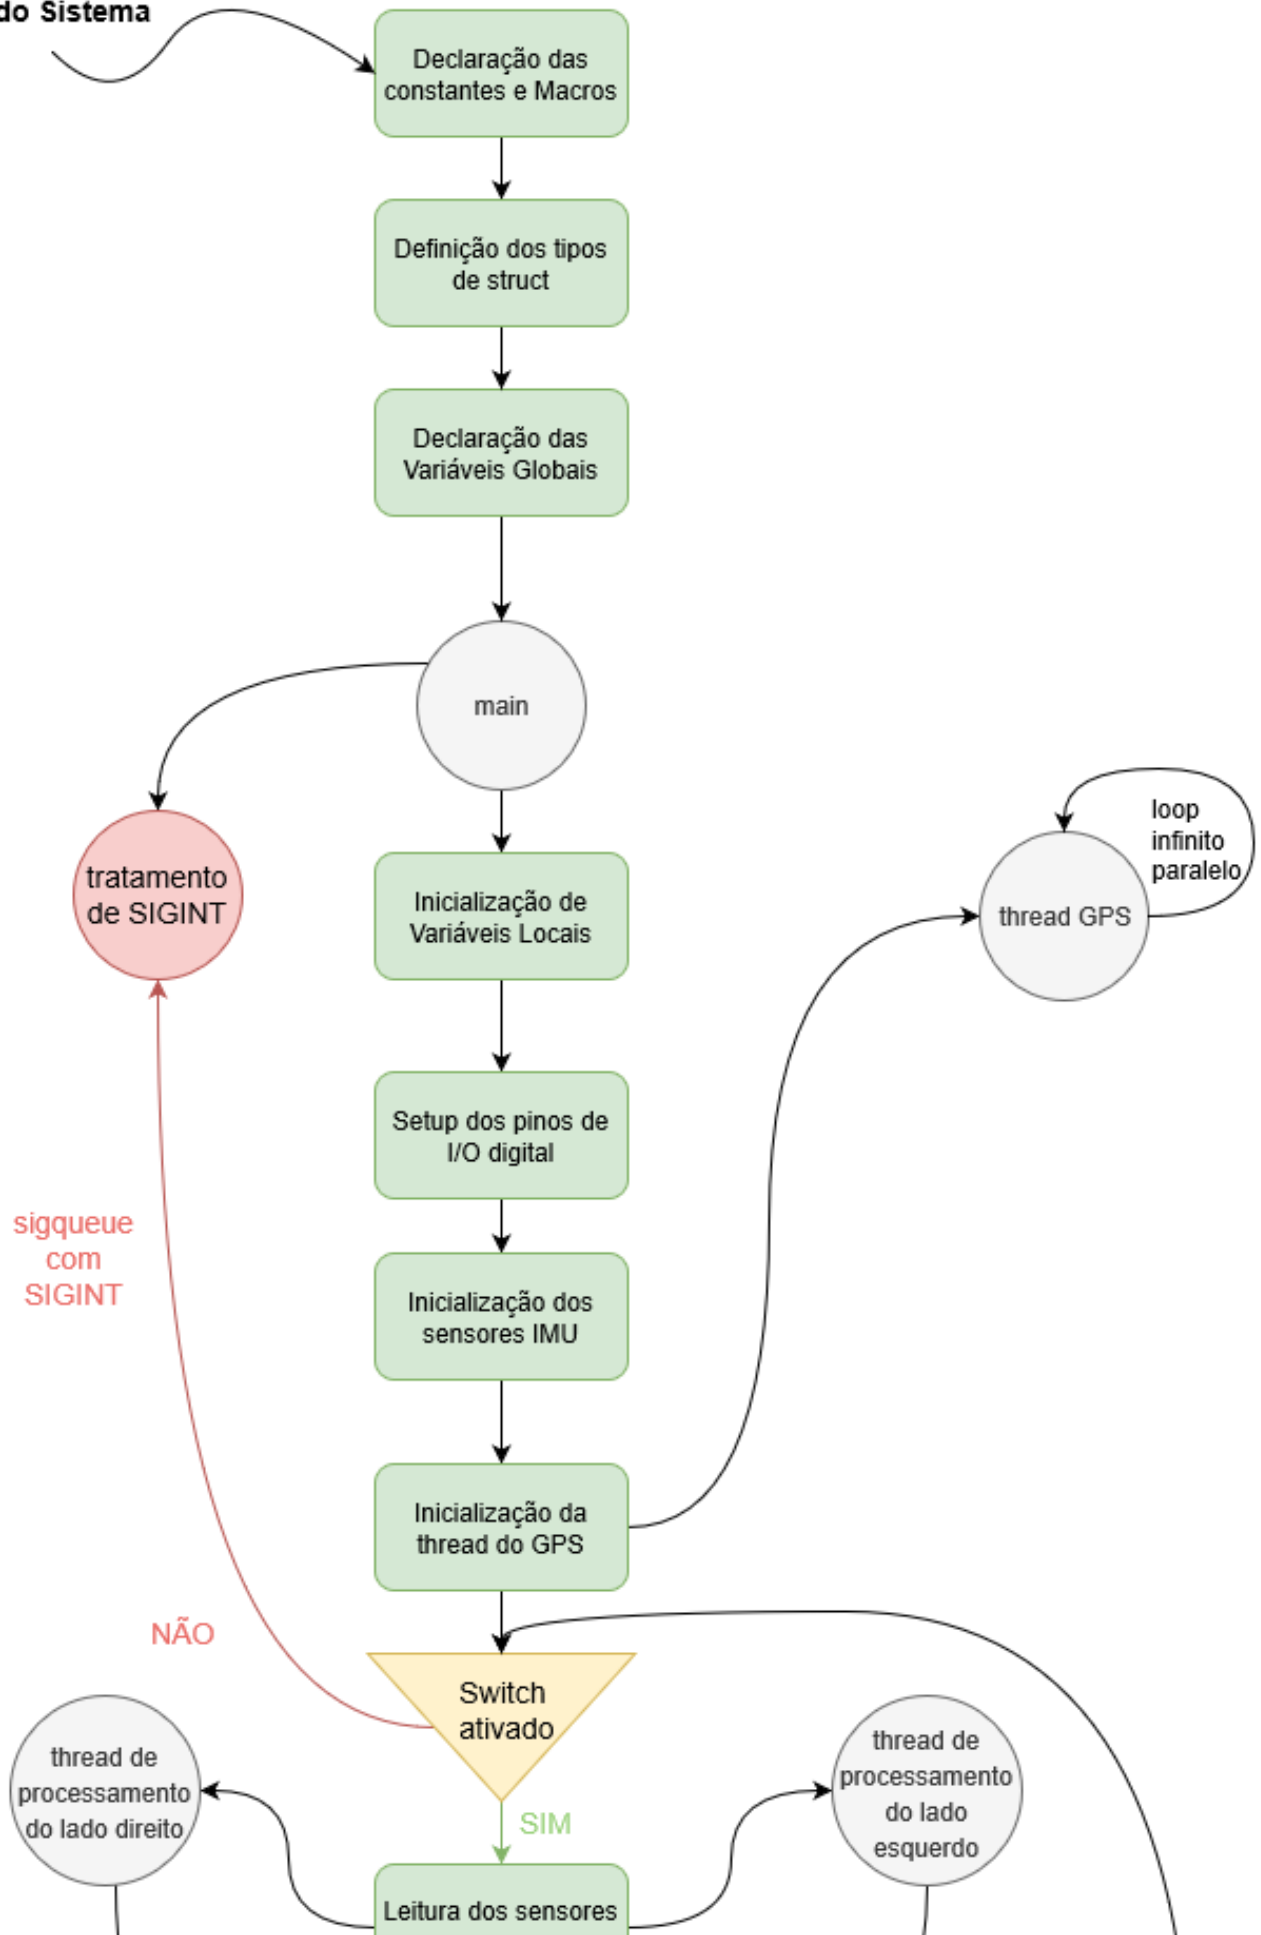 do Sistema
Declaração das
constantes e Macros
Definição dos tipos
de struct
Declaração das
Variáveis Globais
main
tratamento
de SIGINT
loop
infinito
paralelo
thread GPS
Inicialização de
Variáveis Locais
Setup dos pinos de
I/O digital
sigqueue
com
SIGINT
Inicialização dos
sensores IMU
Inicialização da
thread do GPS
NÃO
Switch
ativado
thread de
processamento
do lado direito
thread de
processamento
do lado
esquerdo
SIM
Leitura dos sensores